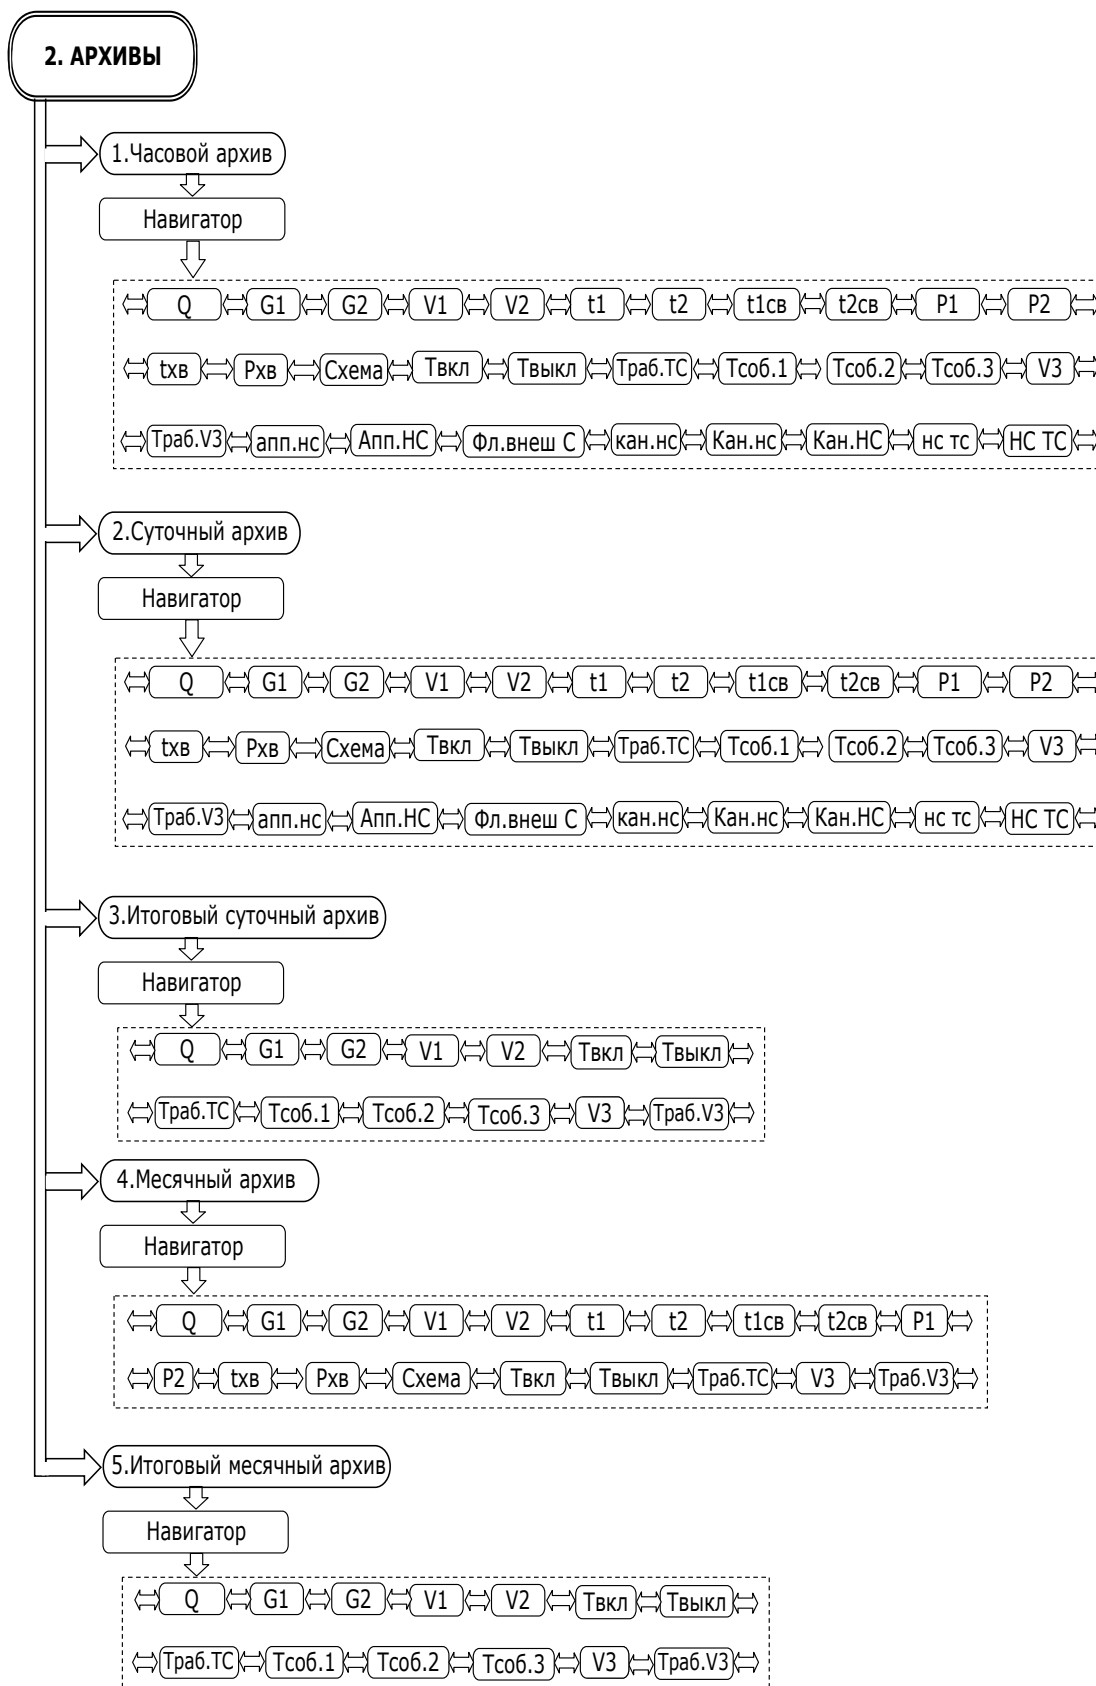 2. АРХИВЫ
1.Часовой архив
Навигатор
Q G1 G2 V1 V2 t1 t2 t1св t2св P1 P2
tхв Pхв Схема Твкл Твыкл Траб.ТС Тсоб.1 Тсоб.2 Тсоб.3 V3
Траб.V3 апп.нс Апп.НС Фл.внеш С кан.нс Кан.нс Кан.НС нс тс НС ТС
2.Суточный архив
Навигатор
Q G1 G2 V1 V2 t1 t2 t1св t2св P1 P2
tхв Pхв Схема Твкл Твыкл Траб.ТС Тсоб.1 Тсоб.2 Тсоб.3 V3
Траб.V3 апп.нс Апп.НС Фл.внеш С кан.нс Кан.нс Кан.НС нс тс НС ТС
3.Итоговый суточный архив
Навигатор
Q G1 G2 V1 V2 Твкл Твыкл
Траб.ТС Тсоб.1 Тсоб.2 Тсоб.3 V3 Траб.V3
4.Месячный архив
Навигатор
Q G1 G2 V1 V2 t1 t2 t1св t2св P1
P2 tхв Pхв Схема Твкл Твыкл Траб.ТС V3 Траб.V3
5.Итоговый месячный архив
Навигатор
Q G1 G2 V1 V2 Твкл Твыкл
Траб.ТС Тсоб.1 Тсоб.2 Тсоб.3 V3 Траб.V3